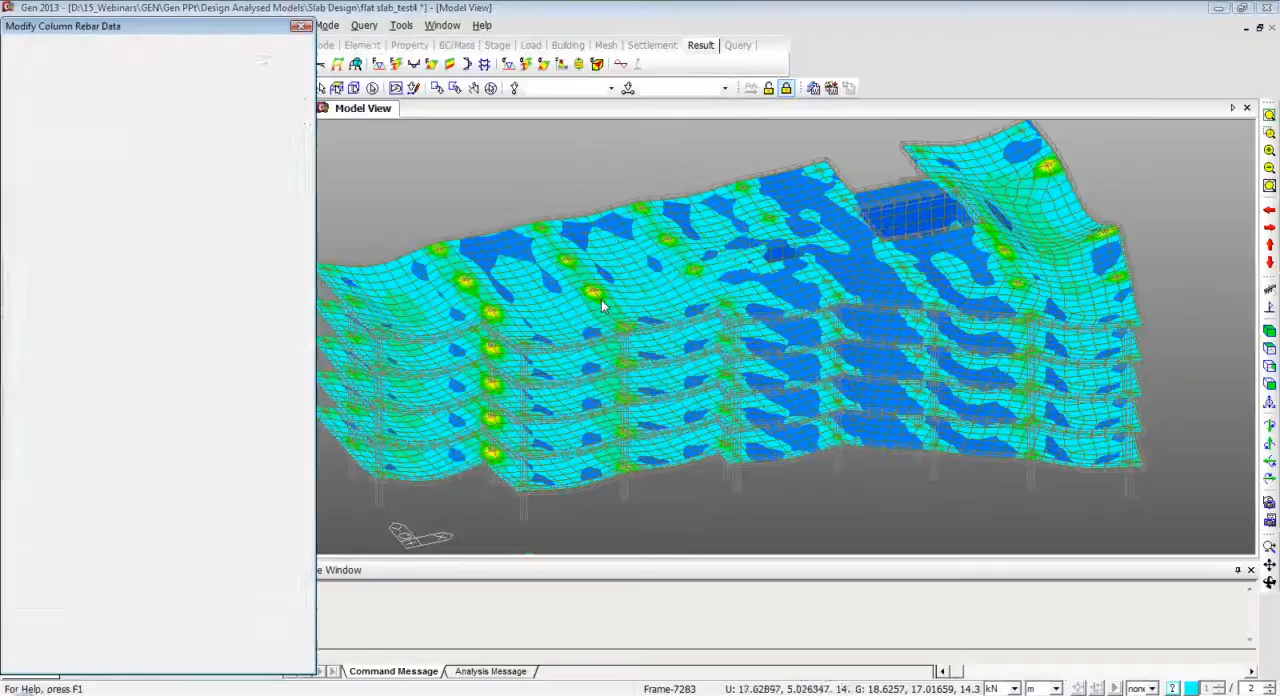 Gen 2013 - [D:\15_Webinars\GEN\Gen PPt\Design Analysed Models\Slab Design\flat slab_test4 *] - [Model View]
Modify Column Rebar Data
Mode Query Tools Window Help
ode Element Property BC/Mass Stage Load Building Mesh Settlement Result Query
Model View
e Window
Command Message Analysis Message
For Help, press F1
Frame-7283
U: 17.62897, 5.026347, 14. G: 18.6257, 17.01659, 14.3 kN m none ? 1 / 2